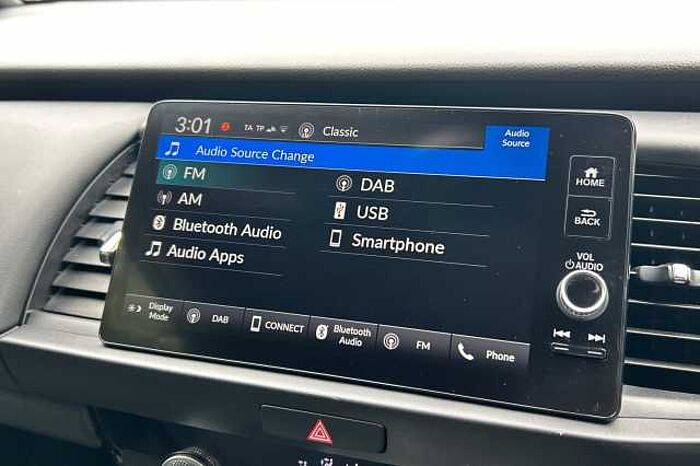 3:01 TA TP Classic
Audio Source
Audio Source Change
FM
DAB
AM
USB
Bluetooth Audio
Smartphone
Audio Apps
Display Mode
DAB
CONNECT
Bluetooth Audio
FM
Phone
HOME
BACK
VOL
AUDIO